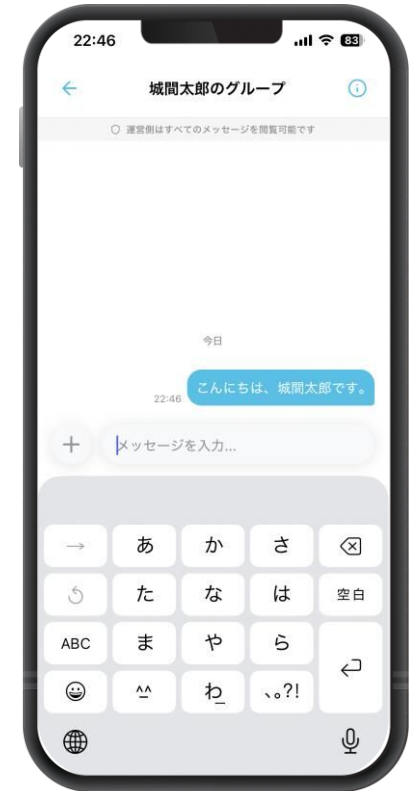 22:46 83
城間太郎のグループ
運営側はすべてのメッセージを閲覧可能です
今日
こんにちは、城間太郎です。
22:46
メッセージを入力...
→ あ か さ
た な は 空白
ABC ま や ら
^^ わ_ 、。?!